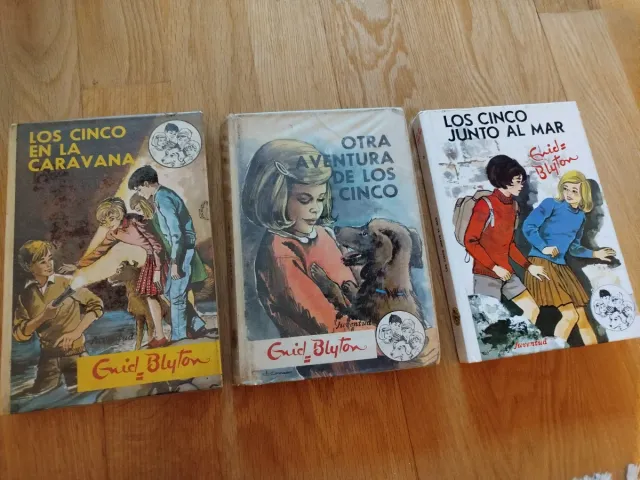 LOS CINCO
EN LA
CARAVANA
Enid Blyton
OTRA
AVENTURA
DE LOS
CINCO
Juventud
Enid Blyton
LOS CINCO
JUNTO AL MAR
Enid
Blyton
Juventud